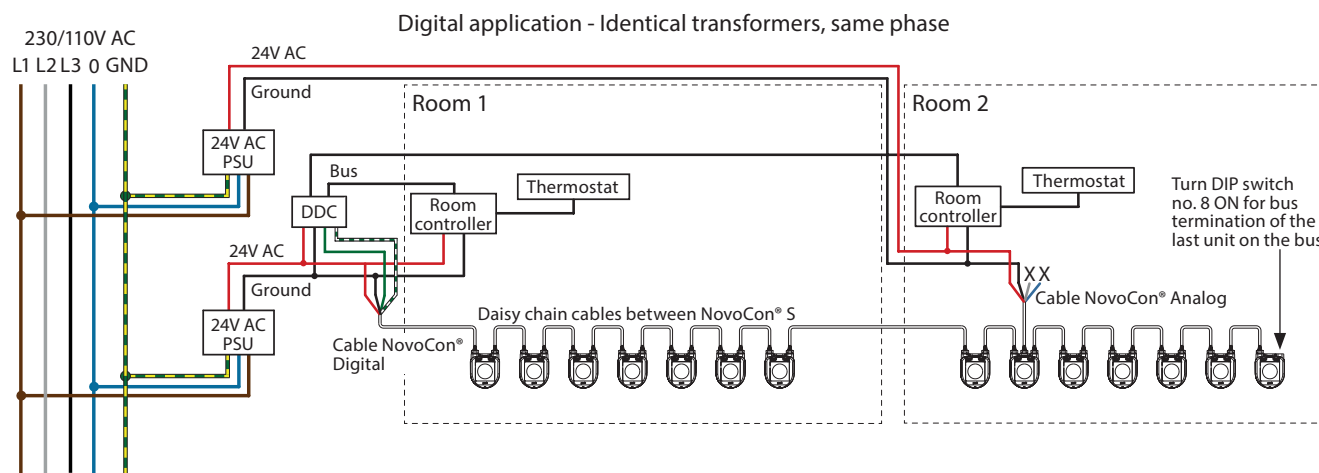 Digital application - Identical transformers, same phase
230/110V AC
L1 L2 L3 0 GND
24V AC
Ground
24V AC
PSU
Room 1
Room 2
Bus
Thermostat
DDC
Room
controller
Thermostat
Room
controller
Turn DIP switch
no. 8 ON for bus
termination of the
last unit on the bus
24V AC
Ground
24V AC
PSU
X X
Cable NovoCon® Analog
Daisy chain cables between NovoCon® S
Cable NovoCon®
Digital